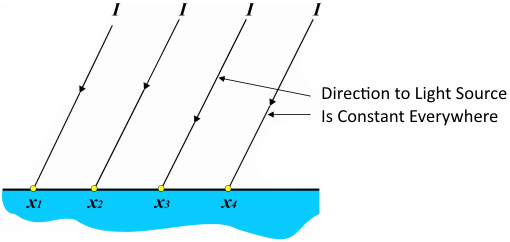 I I I I
Direction to Light Source
Is Constant Everywhere
x1 x2 x3 x4